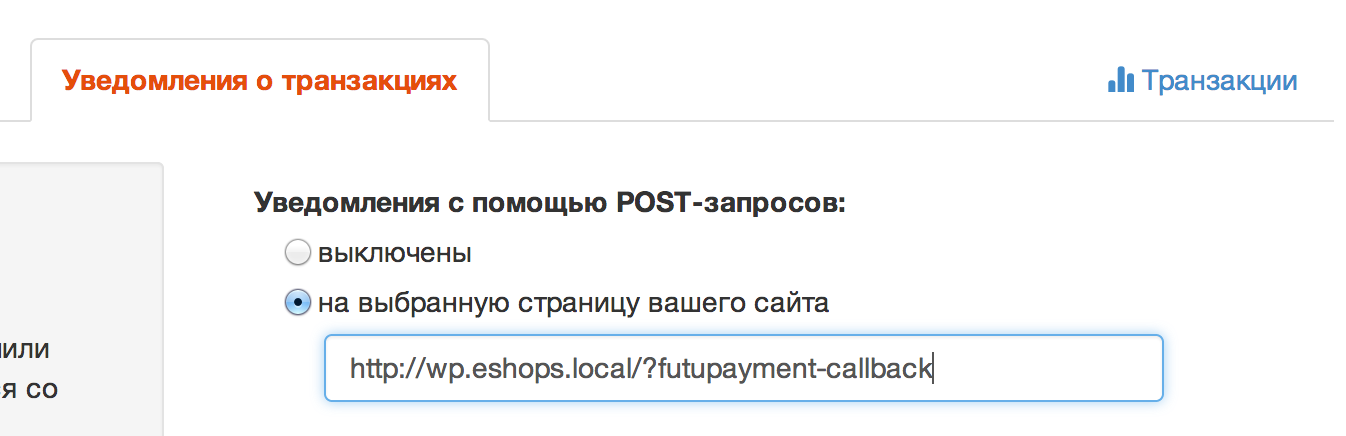 Уведомления о транзакциях
Транзакции
Уведомления с помощью POST-запросов:
выключены
на выбранную страницу вашего сайта
http://wp.eshops.local/?futupayment-callback
со